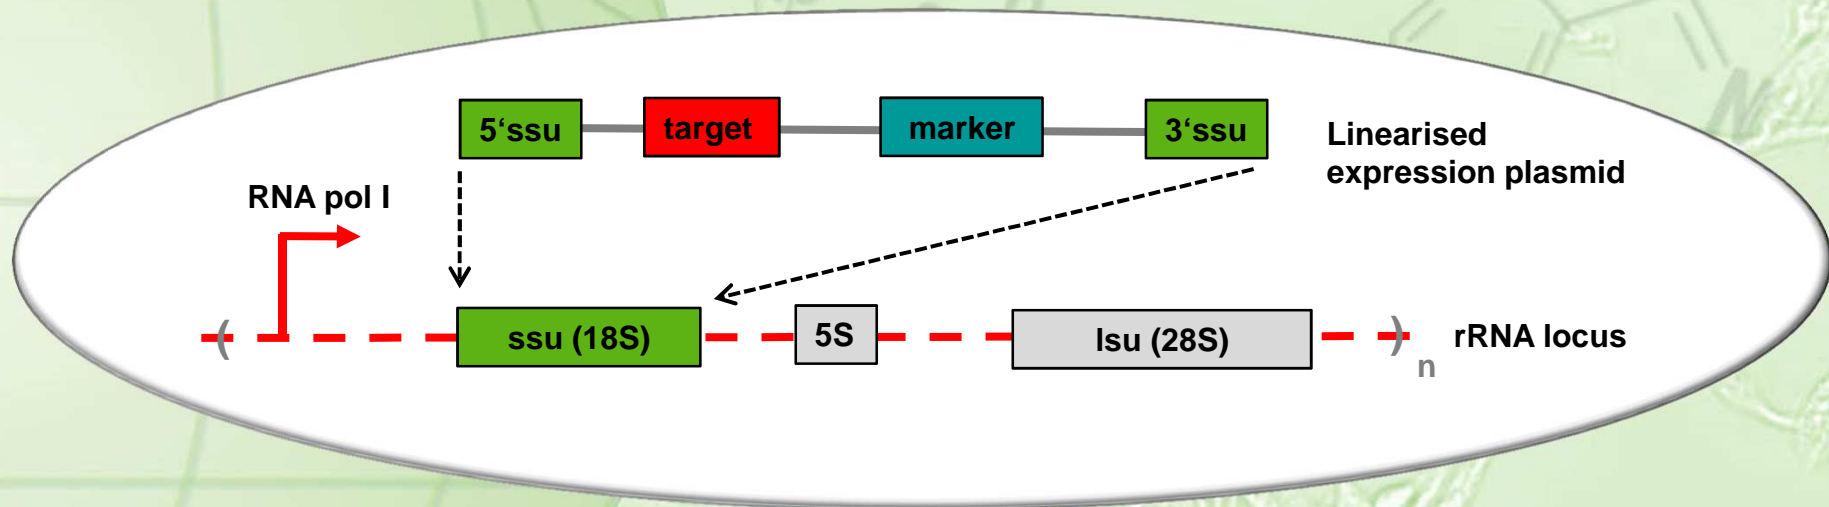 5‘ssu target marker 3‘ssu
Linearised
expression plasmid
RNA pol I
( ssu (18S) 5S lsu (28S) )n rRNA locus